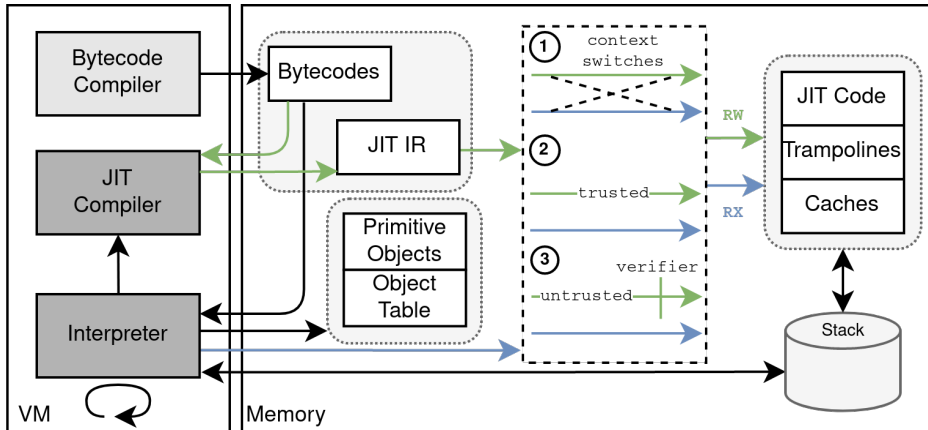 Bytecode
Compiler
JIT
Compiler
Interpreter
VM
Bytecodes
JIT IR
Primitive
Objects
Object
Table
Memory
1
context
switches
2
trusted
3
verifier
untrusted
RW
RX
JIT Code
Trampolines
Caches
Stack